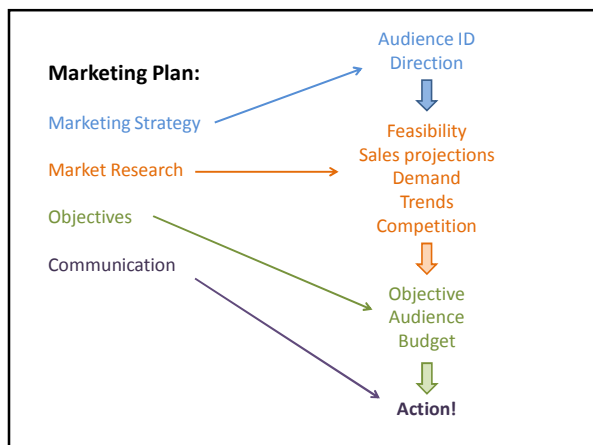 Marketing Plan:
Marketing Strategy
Market Research
Objectives
Communication
Audience ID
Direction
Feasibility
Sales projections
Demand
Trends
Competition
Objective
Audience
Budget
Action!